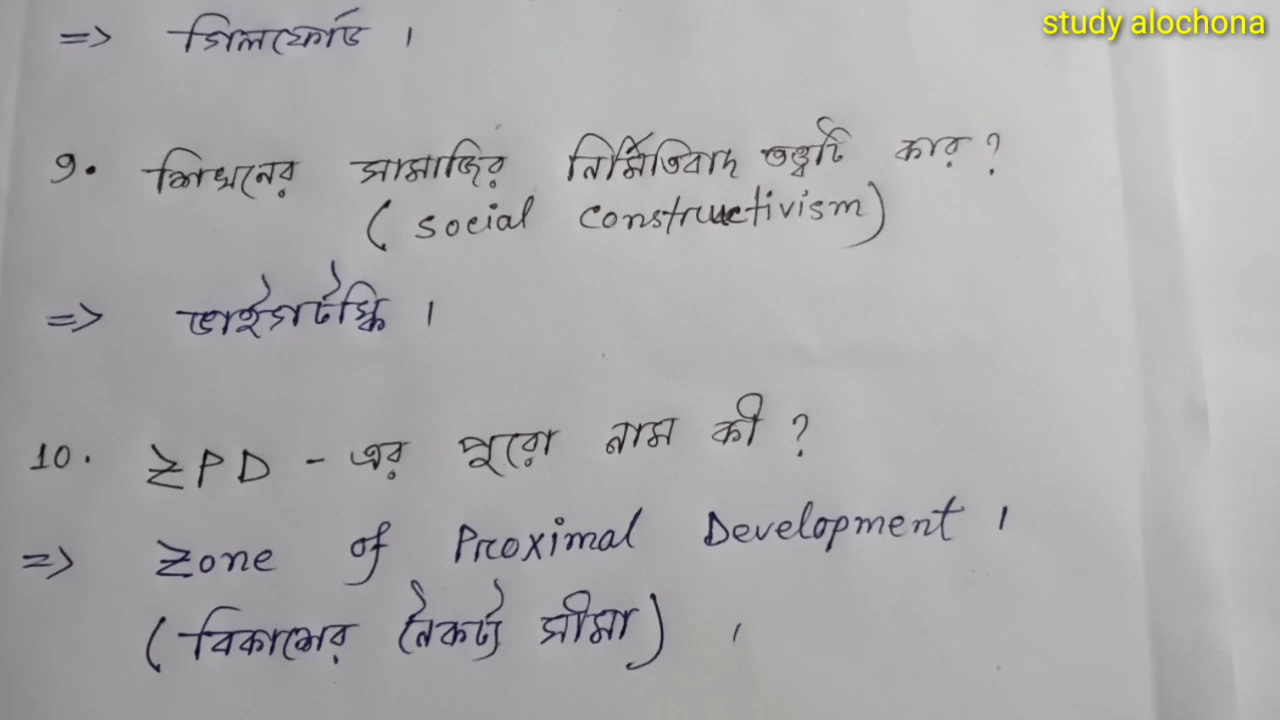 study alochona
=> গিলফোর্ড ।
9. শিখনের সামাজির নির্মিতিবাদ তত্ত্বটি কার ?
( social constructivism)
=> ভাইগটস্কি ।
10. ZPD - এর পুরো নাম কী ?
=> Zone of Proximal Development ।
(বিকাশের নৈকট্য সীমা) ।